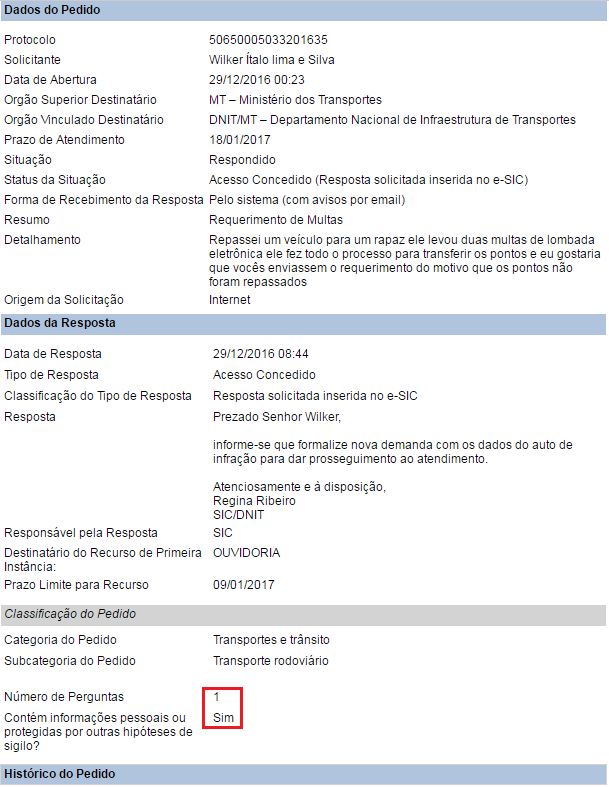 Dados do Pedido
Protocolo 50650005033201635
Solicitante Wilker Ítalo lima e Silva
Data de Abertura 29/12/2016 00:23
Orgão Superior Destinatário MT – Ministério dos Transportes
Orgão Vinculado Destinatário DNIT/MT – Departamento Nacional de Infraestrutura de Transportes
Prazo de Atendimento 18/01/2017
Situação Respondido
Status da Situação Acesso Concedido (Resposta solicitada inserida no e-SIC)
Forma de Recebimento da Resposta Pelo sistema (com avisos por email)
Resumo Requerimento de Multas
Detalhamento Repassei um veículo para um rapaz ele levou duas multas de lombada
eletrônica ele fez todo o processo para transferir os pontos e eu gostaria
que vocês enviassem o requerimento do motivo que os pontos não
foram repassados
Origem da Solicitação Internet
Dados da Resposta
Data de Resposta 29/12/2016 08:44
Tipo de Resposta Acesso Concedido
Classificação do Tipo de Resposta Resposta solicitada inserida no e-SIC
Resposta Prezado Senhor Wilker,
informe-se que formalize nova demanda com os dados do auto de
infração para dar prosseguimento ao atendimento.
Atenciosamente e à disposição,
Regina Ribeiro
SIC/DNIT
Responsável pela Resposta SIC
Destinatário do Recurso de Primeira OUVIDORIA
Instância:
Prazo Limite para Recurso 09/01/2017
Classificação do Pedido
Categoria do Pedido Transportes e trânsito
Subcategoria do Pedido Transporte rodoviário
Número de Perguntas 1
Contém informações pessoais ou Sim
protegidas por outras hipóteses de
sigilo?
Histórico do Pedido